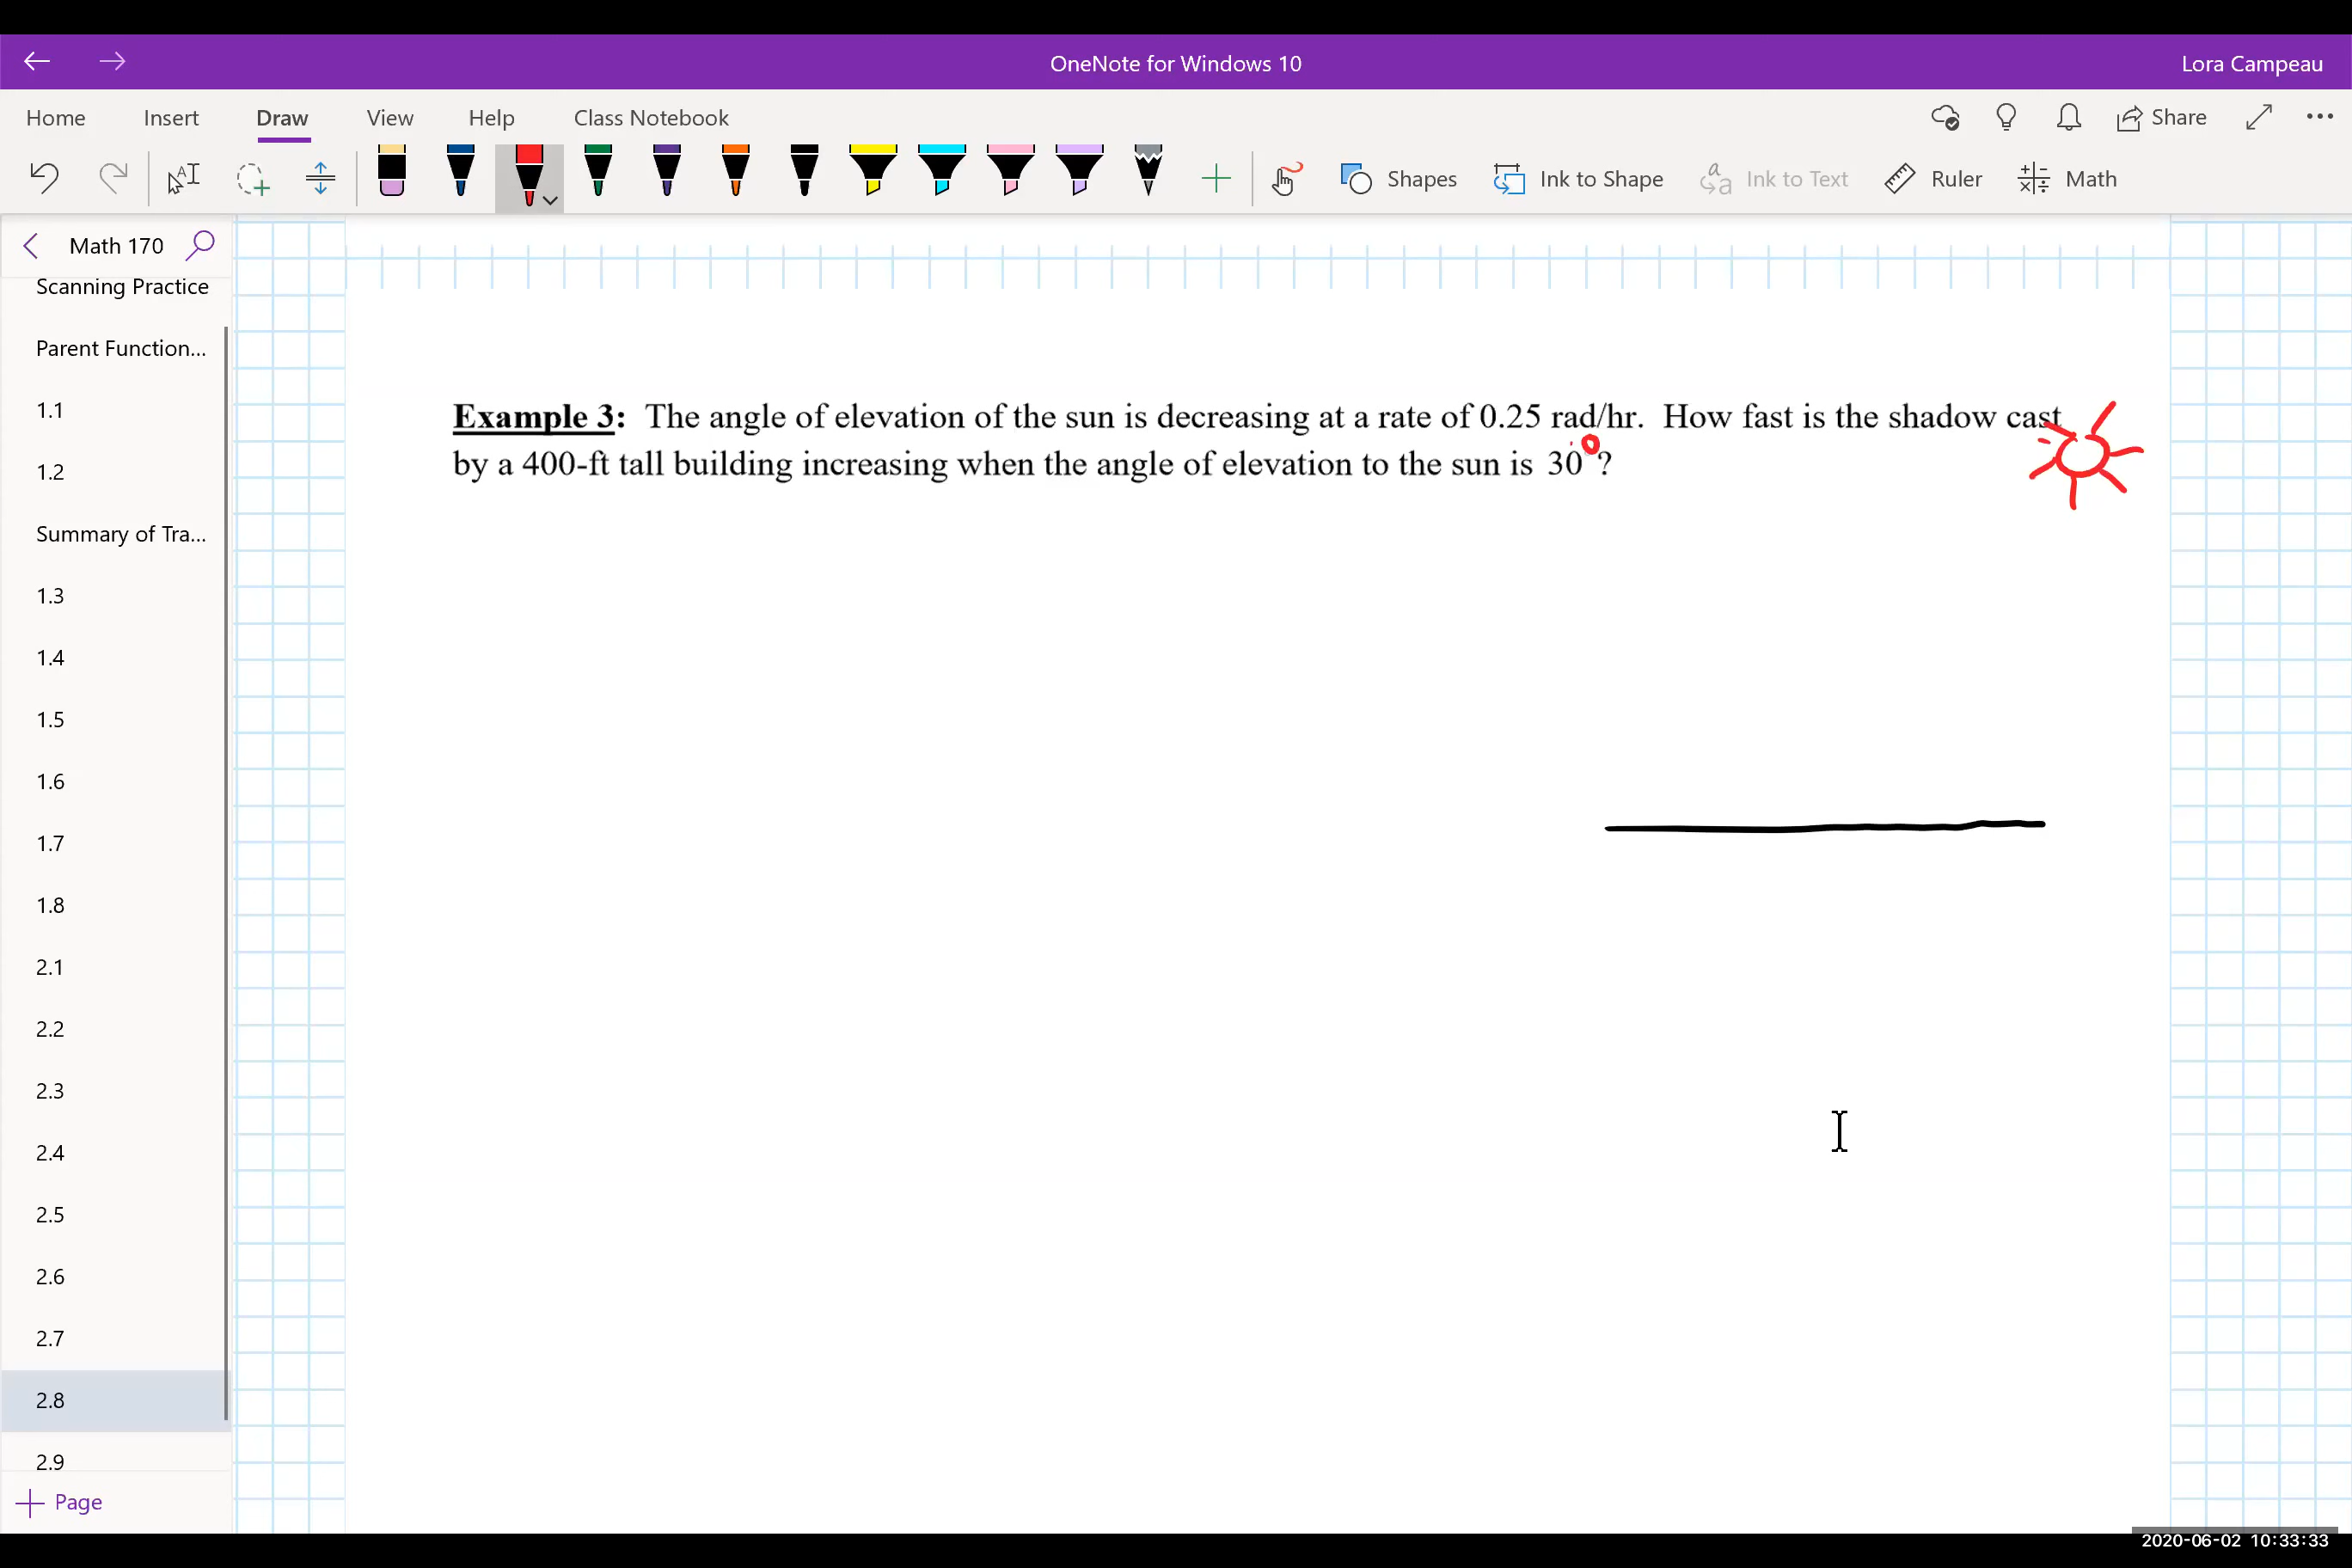 OneNote for Windows 10
Lora Campeau
Home Insert Draw View Help Class Notebook Share
Shapes Ink to Shape Ink to Text Ruler Math
Math 170
Scanning Practice
Parent Function...
1.1
1.2
Summary of Tra...
1.3
1.4
1.5
1.6
1.7
1.8
2.1
2.2
2.3
2.4
2.5
2.6
2.7
2.8
2.9
Page
Example 3: The angle of elevation of the sun is decreasing at a rate of 0.25 rad/hr. How fast is the shadow cast
by a 400-ft tall building increasing when the angle of elevation to the sun is 30°?
2020-06-02 10:33:33